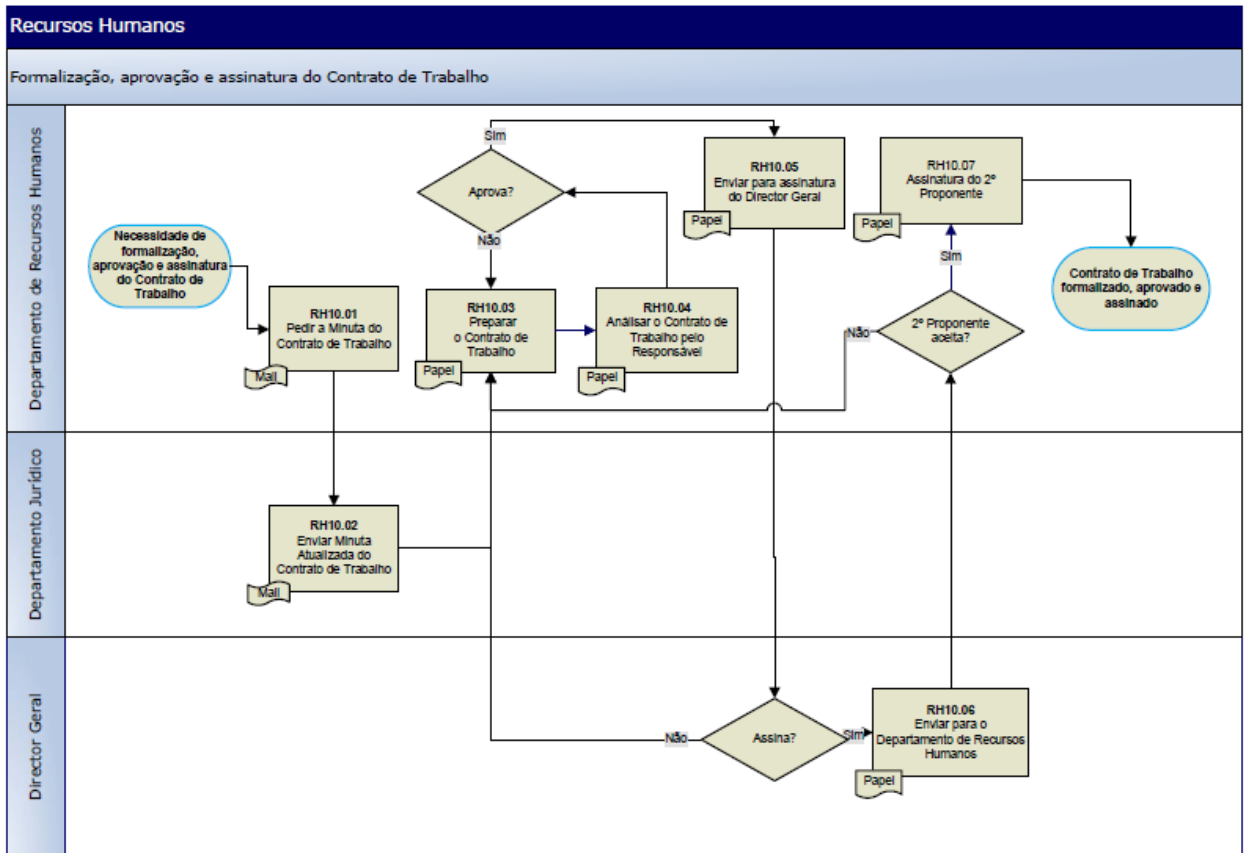 Recursos Humanos
Formalização, aprovação e assinatura do Contrato de Trabalho
Departamento de Recursos Humanos
Necessidade de
formalização,
aprovação e assinatura
do Contrato de
Trabalho
RH10.01
Pedir a Minuta do
Contrato de Trabalho
Mail
Sim
Aprova?
Não
RH10.03
Preparar
o Contrato de
Trabalho
Papel
RH10.04
Análisar o Contrato de
Trabalho pelo
Responsável
Papel
RH10.05
Enviar para assinatura
do Director Geral
Papel
RH10.07
Assinatura do 2º
Proponente
Papel
Sim
2º Proponente
aceita?
Não
Contrato de Trabalho
formalizado, aprovado e
assinado
Departamento Jurídico
RH10.02
Enviar Minuta
Atualizada do
Contrato de Trabalho
Mail
Director Geral
Não
Assina?
Sim
RH10.06
Enviar para o
Departamento de Recursos
Humanos
Papel